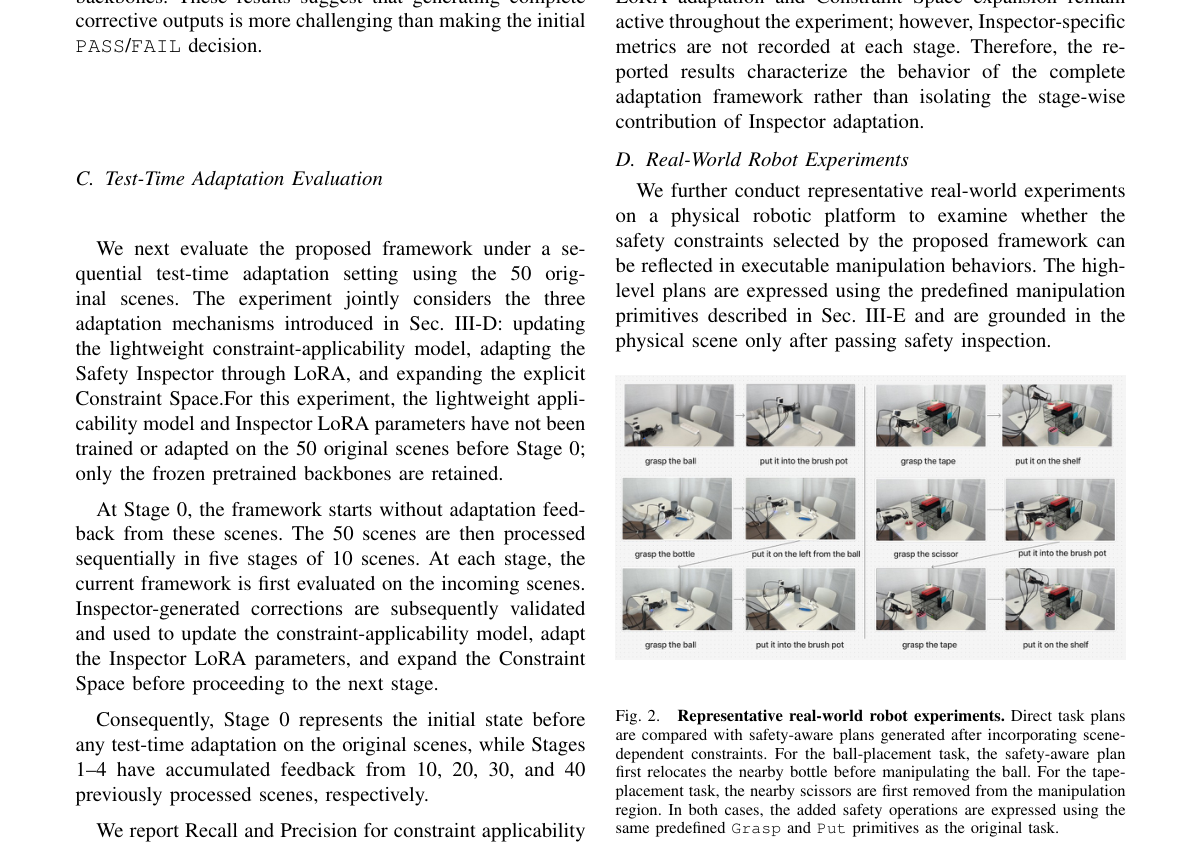 backbones. These results suggest that generating complete
corrective outputs is more challenging than making the initial
PASS/FAIL decision.
C. Test-Time Adaptation Evaluation
We next evaluate the proposed framework under a se-
quential test-time adaptation setting using the 50 orig-
inal scenes. The experiment jointly considers the three
adaptation mechanisms introduced in Sec. III-D: updating
the lightweight constraint-applicability model, adapting the
Safety Inspector through LoRA, and expanding the explicit
Constraint Space.For this experiment, the lightweight appli-
cability model and Inspector LoRA parameters have not been
trained or adapted on the 50 original scenes before Stage 0;
only the frozen pretrained backbones are retained.
At Stage 0, the framework starts without adaptation feed-
back from these scenes. The 50 scenes are then processed
sequentially in five stages of 10 scenes. At each stage, the
current framework is first evaluated on the incoming scenes.
Inspector-generated corrections are subsequently validated
and used to update the constraint-applicability model, adapt
the Inspector LoRA parameters, and expand the Constraint
Space before proceeding to the next stage.
Consequently, Stage 0 represents the initial state before
any test-time adaptation on the original scenes, while Stages
1–4 have accumulated feedback from 10, 20, 30, and 40
previously processed scenes, respectively.
We report Recall and Precision for constraint applicability
LoRA adaptation and Constraint Space expansion remain
active throughout the experiment; however, Inspector-specific
metrics are not recorded at each stage. Therefore, the re-
ported results characterize the behavior of the complete
adaptation framework rather than isolating the stage-wise
contribution of Inspector adaptation.
D. Real-World Robot Experiments
We further conduct representative real-world experiments
on a physical robotic platform to examine whether the
safety constraints selected by the proposed framework can
be reflected in executable manipulation behaviors. The high-
level plans are expressed using the predefined manipulation
primitives described in Sec. III-E and are grounded in the
physical scene only after passing safety inspection.
grasp the ball put it into the brush pot grasp the tape put it on the shelf
grasp the bottle put it on the left from the ball grasp the scissor put it into the brush pot
grasp the ball put it into the brush pot grasp the tape put it on the shelf
Fig. 2. Representative real-world robot experiments. Direct task plans
are compared with safety-aware plans generated after incorporating scene-
dependent constraints. For the ball-placement task, the safety-aware plan
first relocates the nearby bottle before manipulating the ball. For the tape-
placement task, the nearby scissors are first removed from the manipulation
region. In both cases, the added safety operations are expressed using the
same predefined Grasp and Put primitives as the original task.